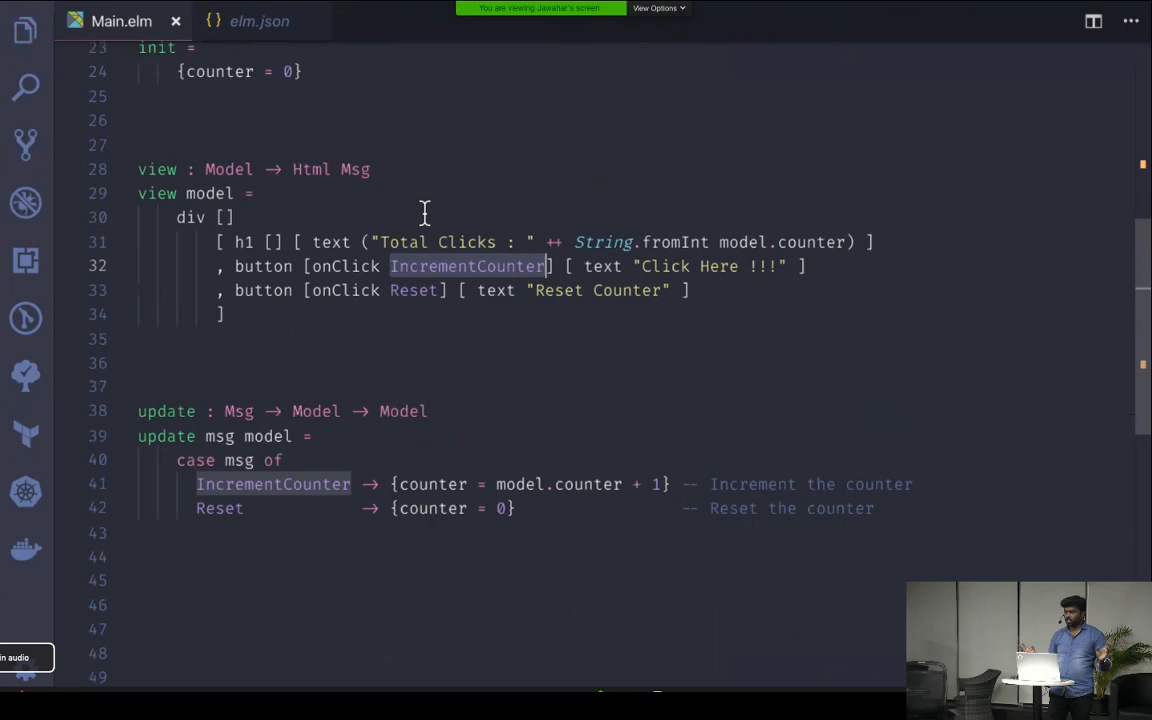 You are viewing Jawahar's screen View Options
Main.elm × { } elm.json
23 init =
24 {counter = 0}
25
26
27
28 view : Model → Html Msg
29 view model =
30 div []
31 [ h1 [] [ text ("Total Clicks : " ++ String.fromInt model.counter) ]
32 , button [onClick IncrementCounter] [ text "Click Here !!!" ]
33 , button [onClick Reset] [ text "Reset Counter" ]
34 ]
35
36
37
38 update : Msg → Model → Model
39 update msg model =
40 case msg of
41 IncrementCounter → {counter = model.counter + 1} -- Increment the counter
42 Reset → {counter = 0} -- Reset the counter
43
44
45
46
47
48
49
in audio